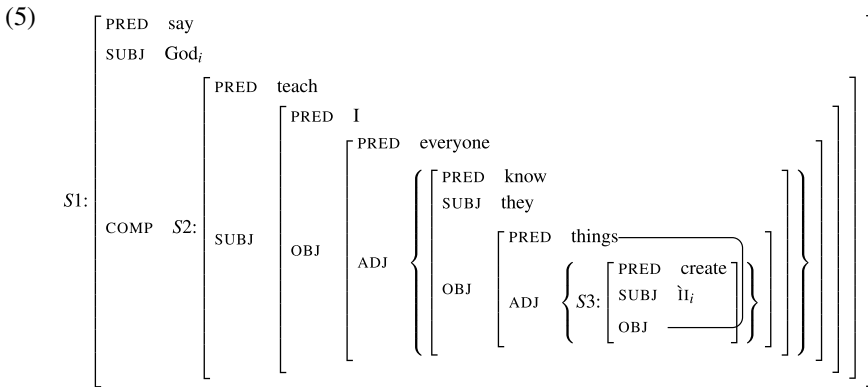 (5)
PRED say
SUBJ Godᵢ
PRED teach
PRED I
PRED everyone
PRED know
S1:
SUBJ they
COMP S2:
SUBJ
PRED things
OBJ
ADJ
PRED create
OBJ
ADJ
S3:
SUBJ ÌIᵢ
OBJ